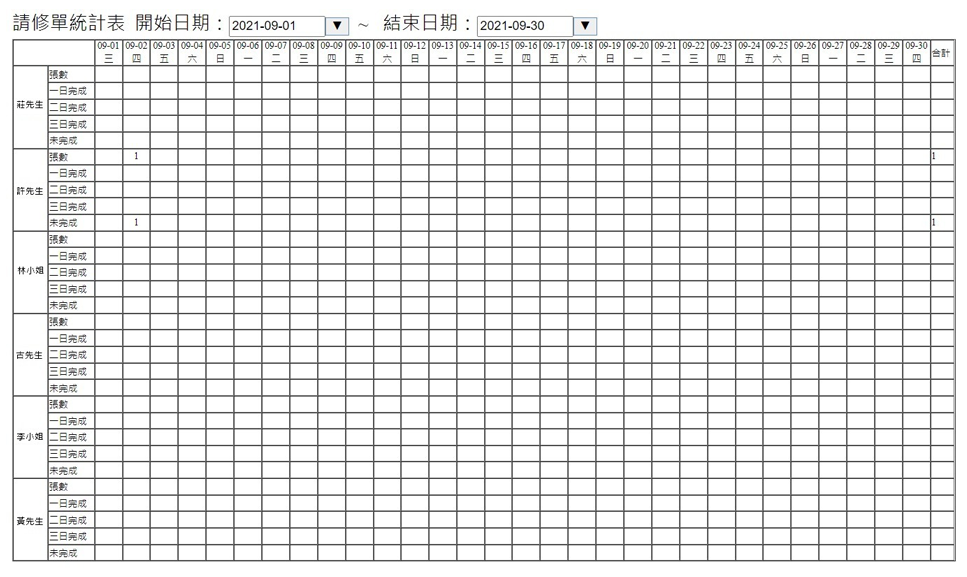 請修單統計表 開始日期： 2021-09-01 ▼ ~ 結束日期： 2021-09-30 ▼
09-01 09-02 09-03 09-04 09-05 09-06 09-07 09-08 09-09 09-10 09-11 09-12 09-13 09-14 09-15 09-16 09-17 09-18 09-19 09-20 09-21 09-22 09-23 09-24 09-25 09-26 09-27 09-28 09-29 09-30 合計
三 四 五 六 日 一 二 三 四 五 六 日 一 二 三 四 五 六 日 一 二 三 四 五 六 日 一 二 三 四
莊先生
張數
一日完成
二日完成
三日完成
未完成
許先生
張數 1 1
一日完成
二日完成
三日完成
未完成 1 1
林小姐
張數
一日完成
二日完成
三日完成
未完成
古先生
張數
一日完成
二日完成
三日完成
未完成
李小姐
張數
一日完成
二日完成
三日完成
未完成
黃先生
張數
一日完成
二日完成
三日完成
未完成